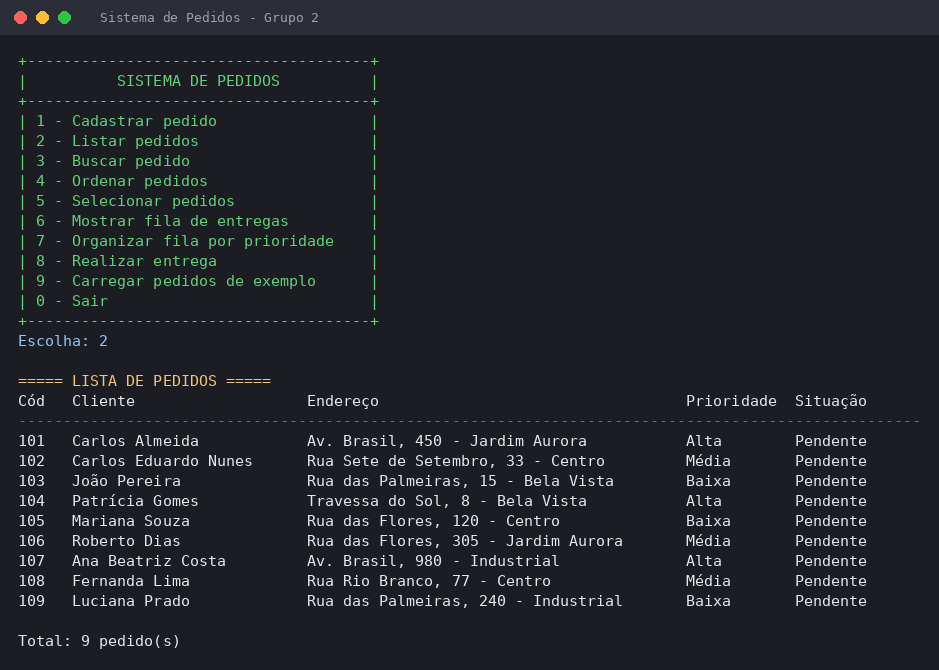 Sistema de Pedidos - Grupo 2
+--------------------------------------+
|          SISTEMA DE PEDIDOS          |
+--------------------------------------+
| 1 - Cadastrar pedido                 |
| 2 - Listar pedidos                   |
| 3 - Buscar pedido                    |
| 4 - Ordenar pedidos                  |
| 5 - Selecionar pedidos               |
| 6 - Mostrar fila de entregas         |
| 7 - Organizar fila por prioridade    |
| 8 - Realizar entrega                 |
| 9 - Carregar pedidos de exemplo      |
| 0 - Sair                             |
+--------------------------------------+
Escolha: 2
===== LISTA DE PEDIDOS =====
Cód   Cliente                   Endereço                                  Prioridade  Situação
----------------------------------------------------------------------------------------------------
101   Carlos Almeida            Av. Brasil, 450 - Jardim Aurora           Alta        Pendente
102   Carlos Eduardo Nunes      Rua Sete de Setembro, 33 - Centro         Média       Pendente
103   João Pereira              Rua das Palmeiras, 15 - Bela Vista        Baixa       Pendente
104   Patrícia Gomes            Travessa do Sol, 8 - Bela Vista           Alta        Pendente
105   Mariana Souza             Rua das Flores, 120 - Centro              Baixa       Pendente
106   Roberto Dias              Rua das Flores, 305 - Jardim Aurora       Média       Pendente
107   Ana Beatriz Costa         Av. Brasil, 980 - Industrial              Alta        Pendente
108   Fernanda Lima             Rua Rio Branco, 77 - Centro               Média       Pendente
109   Luciana Prado             Rua das Palmeiras, 240 - Industrial       Baixa       Pendente
Total: 9 pedido(s)